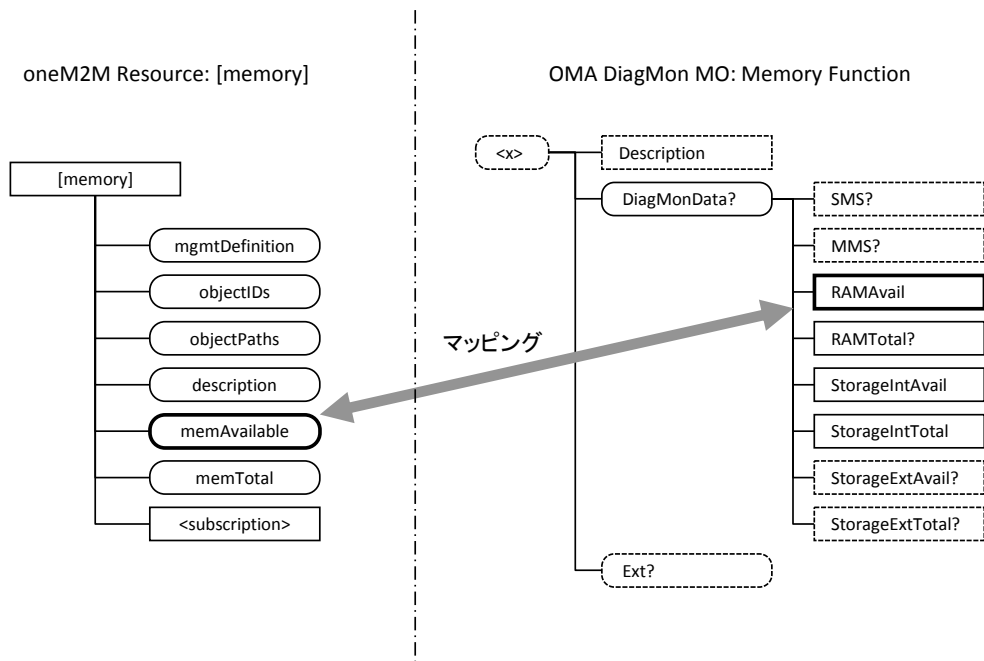 oneM2M Resource: [memory]
OMA DiagMon MO: Memory Function
[memory]
mgmtDefinition
objectIDs
objectPaths
description
memAvailable
memTotal
<subscription>
マッピング
<x>
Description
DiagMonData?
SMS?
MMS?
RAMAvail
RAMTotal?
StorageIntAvail
StorageIntTotal
StorageExtAvail?
StorageExtTotal?
Ext?